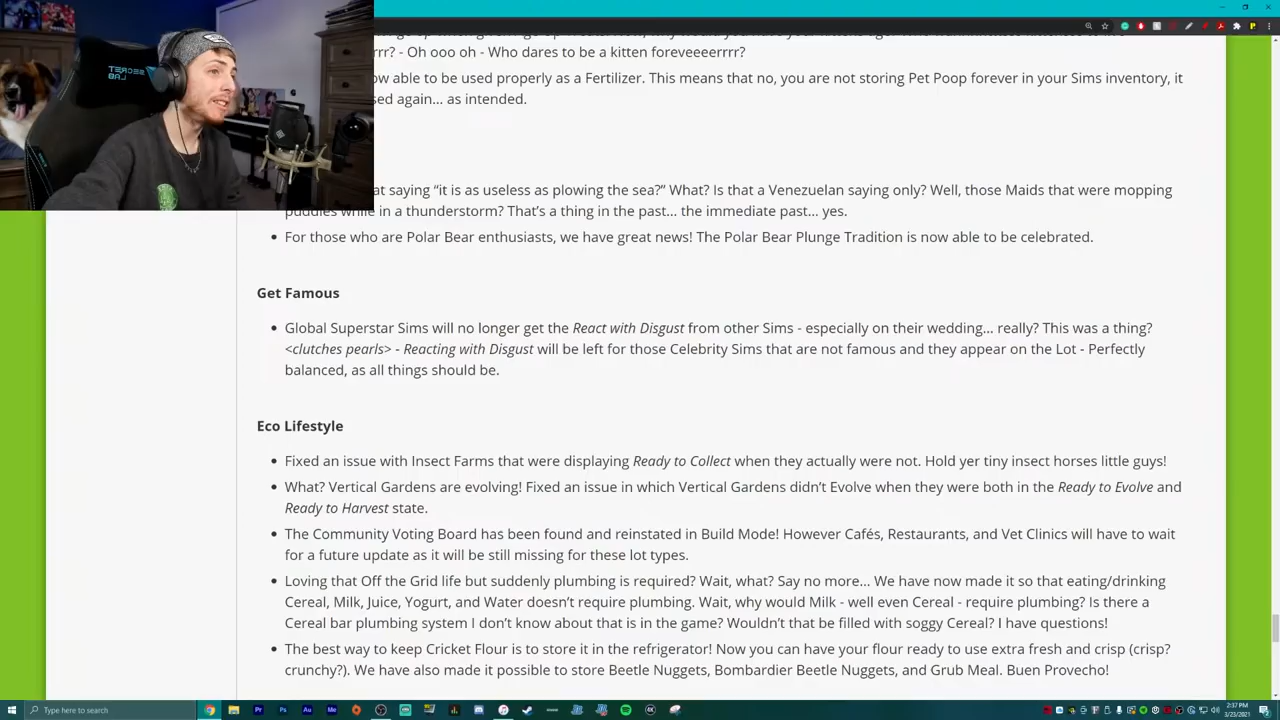 rrr? - Oh ooo oh - Who dares to be a kitten foreveeeerrrr?
ow able to be used properly as a Fertilizer. This means that no, you are not storing Pet Poop forever in your Sims inventory, it
sed again… as intended.
at saying “it is as useless as plowing the sea?” What? Is that a Venezuelan saying only? Well, those Maids that were mopping
puddles while in a thunderstorm? That’s a thing in the past… the immediate past… yes.
• For those who are Polar Bear enthusiasts, we have great news! The Polar Bear Plunge Tradition is now able to be celebrated.
Get Famous
• Global Superstar Sims will no longer get the React with Disgust from other Sims - especially on their wedding… really? This was a thing?
<clutches pearls> - Reacting with Disgust will be left for those Celebrity Sims that are not famous and they appear on the Lot - Perfectly
balanced, as all things should be.
Eco Lifestyle
• Fixed an issue with Insect Farms that were displaying Ready to Collect when they actually were not. Hold yer tiny insect horses little guys!
• What? Vertical Gardens are evolving! Fixed an issue in which Vertical Gardens didn’t Evolve when they were both in the Ready to Evolve and
Ready to Harvest state.
• The Community Voting Board has been found and reinstated in Build Mode! However Cafés, Restaurants, and Vet Clinics will have to wait
for a future update as it will be still missing for these lot types.
• Loving that Off the Grid life but suddenly plumbing is required? Wait, what? Say no more… We have now made it so that eating/drinking
Cereal, Milk, Juice, Yogurt, and Water doesn’t require plumbing. Wait, why would Milk - well even Cereal - require plumbing? Is there a
Cereal bar plumbing system I don’t know about that is in the game? Wouldn’t that be filled with soggy Cereal? I have questions!
• The best way to keep Cricket Flour is to store it in the refrigerator! Now you can have your flour ready to use extra fresh and crisp (crisp?
crunchy?). We have also made it possible to store Beetle Nuggets, Bombardier Beetle Nuggets, and Grub Meal. Buen Provecho!
Type here to search
2:37 PM
3/23/2021